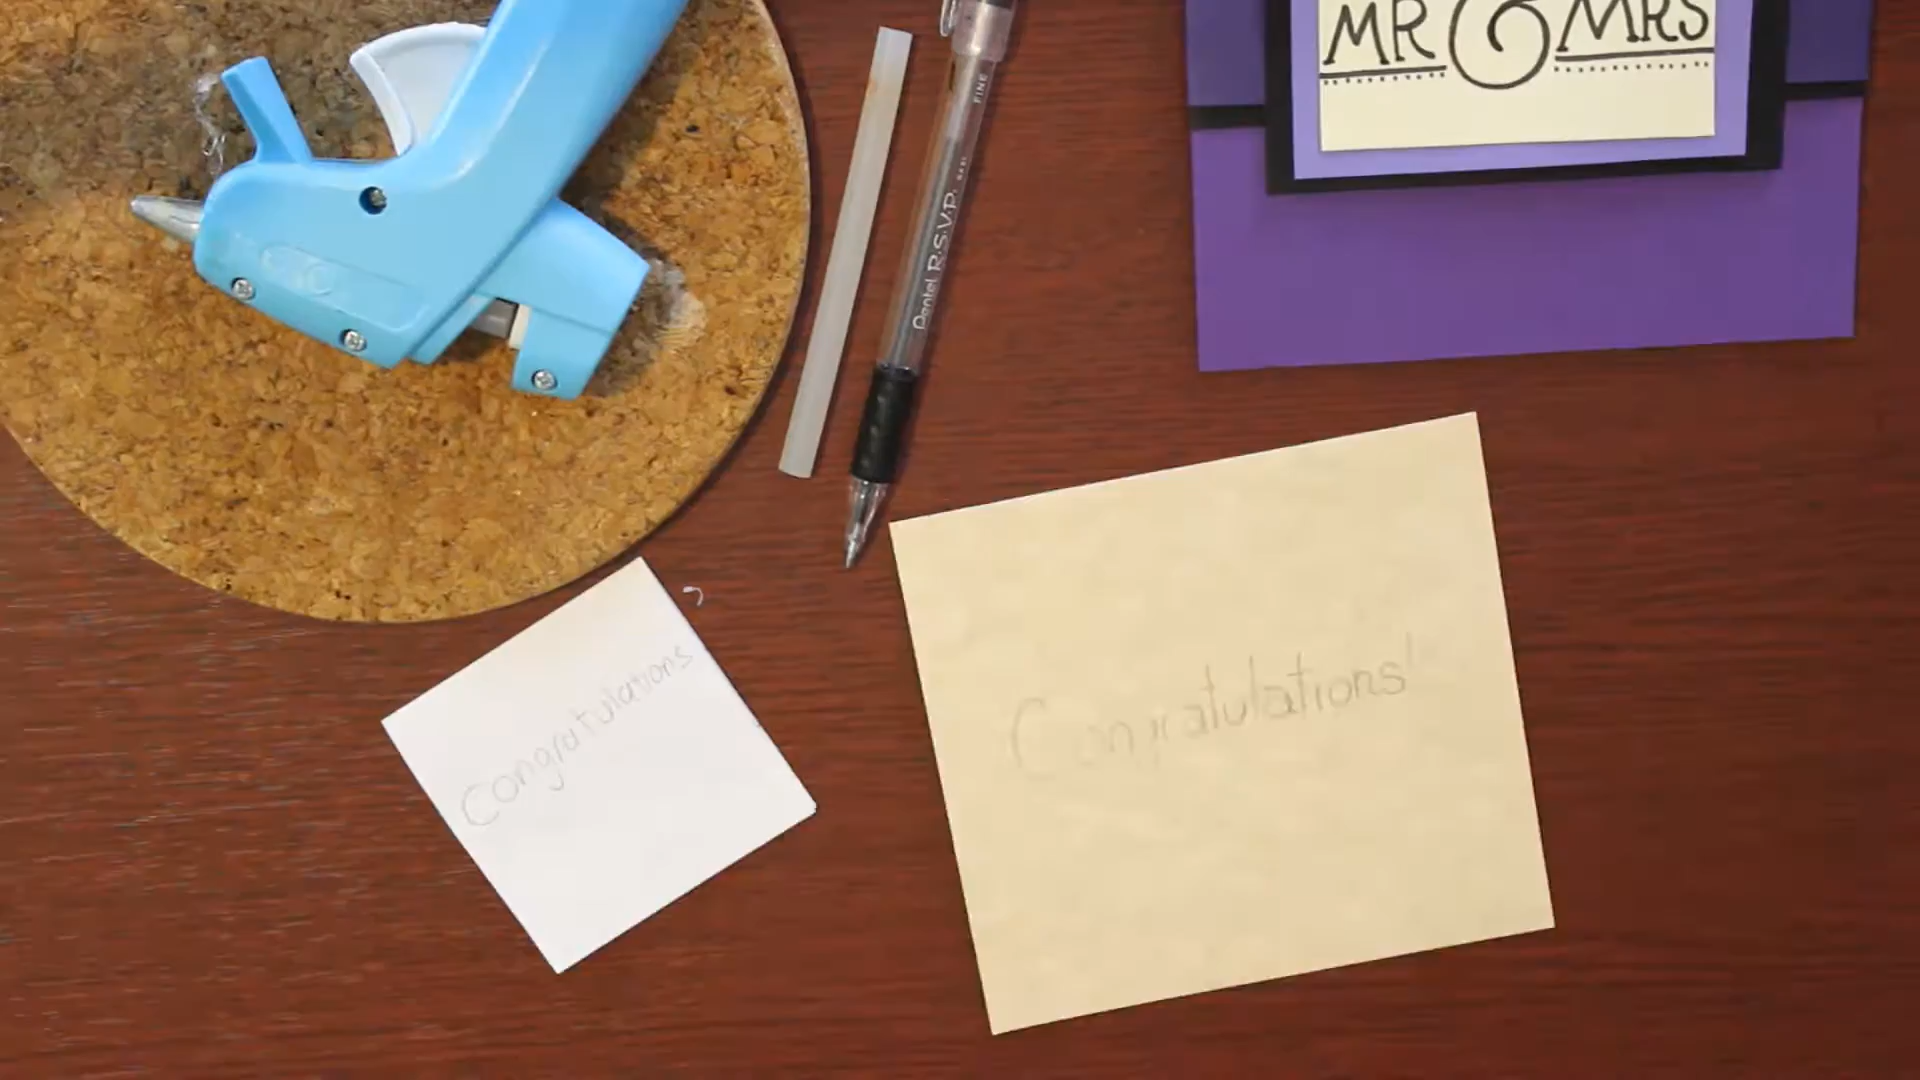 MR & MRS
Pentel R.S.V.P. FINE
Congratulations
Congratulations!